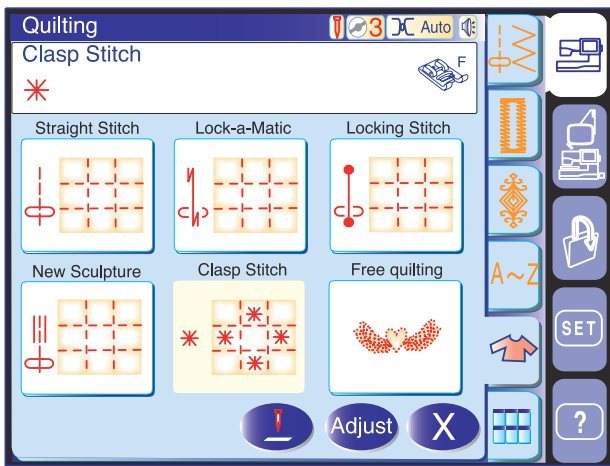 Quilting
3 Auto
Clasp Stitch
F
Straight Stitch Lock-a-Matic Locking Stitch
New Sculpture Clasp Stitch Free quilting
A~Z
SET
Adjust X
?